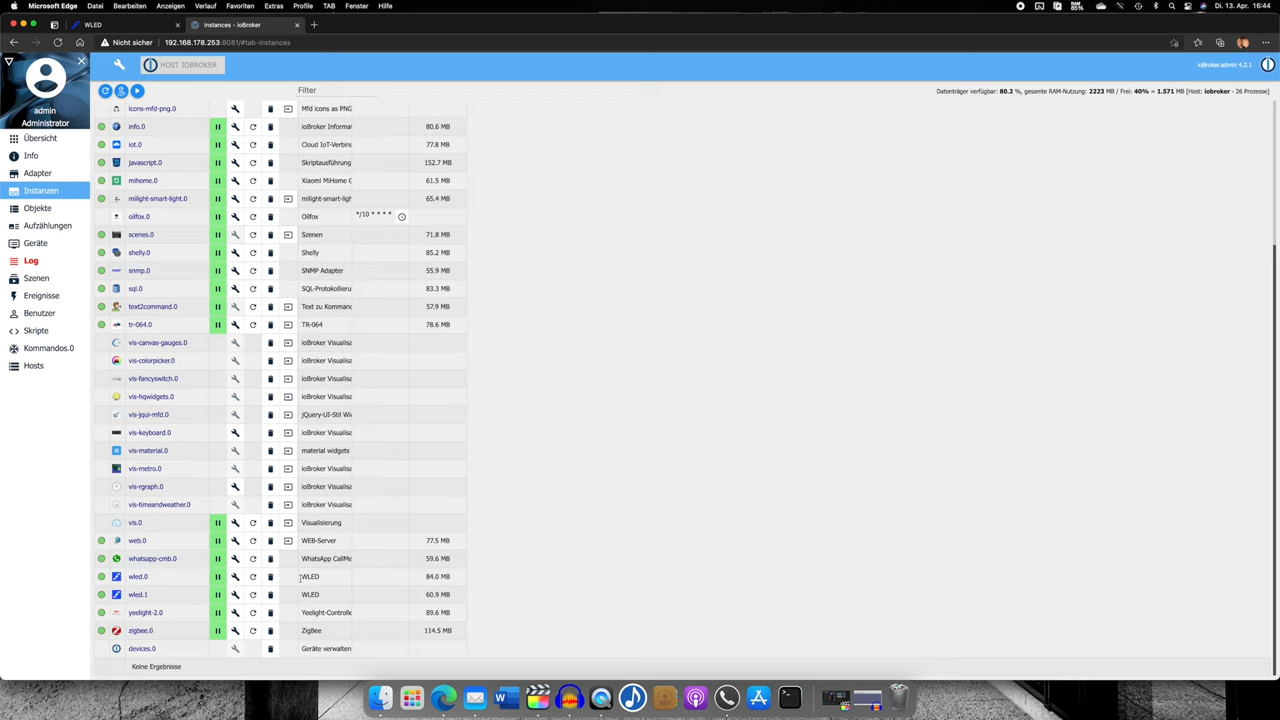 Microsoft Edge Datei Bearbeiten Anzeigen Verlauf Favoriten Extras Profile TAB Fenster Hilfe
RAM 85% Di. 13. Apr. 16:44
WLED
instances - ioBroker
Nicht sicher 192.168.178.253:8081/#tab-instances
HOST IOBROKER
ioBroker.admin 4.2.1
Filter
Datenträger verfügbar: 80.2 %, gesamte RAM-Nutzung: 2223 MB / Frei: 40% = 1.571 MB [Host: iobroker - 26 Prozesse]
admin
Administrator
Übersicht
Info
Adapter
Instanzen
Objekte
Aufzählungen
Geräte
Log
Szenen
Ereignisse
Benutzer
Skripte
Kommandos.0
Hosts
icons-mfd-png.0 Mfd icons as PNG
info.0 ioBroker Informat 80.6 MB
iot.0 Cloud IoT-Verbin 77.8 MB
javascript.0 Skriptausführung 152.7 MB
mihome.0 Xiaomi MiHome G 61.5 MB
milight-smart-light.0 milight-smart-ligh 65.4 MB
oilfox.0 Oilfox */10 * * * *
scenes.0 Szenen 71.8 MB
shelly.0 Shelly 85.2 MB
snmp.0 SNMP Adapter 55.9 MB
sql.0 SQL-Protokollieru 83.3 MB
text2command.0 Text zu Kommanc 57.9 MB
tr-064.0 TR-064 78.6 MB
vis-canvas-gauges.0 ioBroker Visualisa
vis-colorpicker.0 ioBroker Visualisa
vis-fancyswitch.0 ioBroker Visualisa
vis-hqwidgets.0 ioBroker Visualisa
vis-jqui-mfd.0 jQuery-UI-Stil Wi
vis-keyboard.0 ioBroker Visualisa
vis-material.0 material widgets
vis-metro.0 ioBroker Visualisa
vis-rgraph.0 ioBroker Visualisa
vis-timeandweather.0 ioBroker Visualisa
vis.0 Visualisierung
web.0 WEB-Server 77.5 MB
whatsapp-cmb.0 WhatsApp CallMe 59.6 MB
wled.0 WLED 84.0 MB
wled.1 WLED 60.9 MB
yeelight-2.0 Yeelight-Controlle 89.6 MB
zigbee.0 ZigBee 114.5 MB
devices.0 Geräte verwalten
Keine Ergebnisse